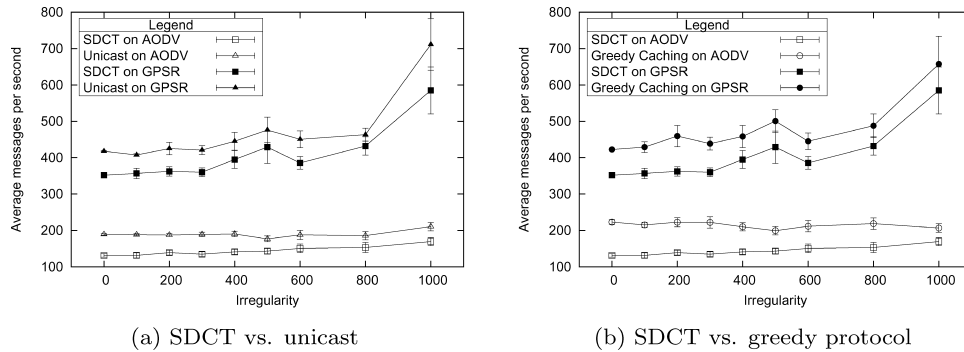 800
700
600
500
400
300
200
100
Average messages per second
Legend
SDCT on AODV
Unicast on AODV
SDCT on GPSR
Unicast on GPSR
0 200 400 600 800 1000
Irregularity
(a) SDCT vs. unicast
800
700
600
500
400
300
200
100
Average messages per second
Legend
SDCT on AODV
Greedy Caching on AODV
SDCT on GPSR
Greedy Caching on GPSR
0 200 400 600 800 1000
Irregularity
(b) SDCT vs. greedy protocol